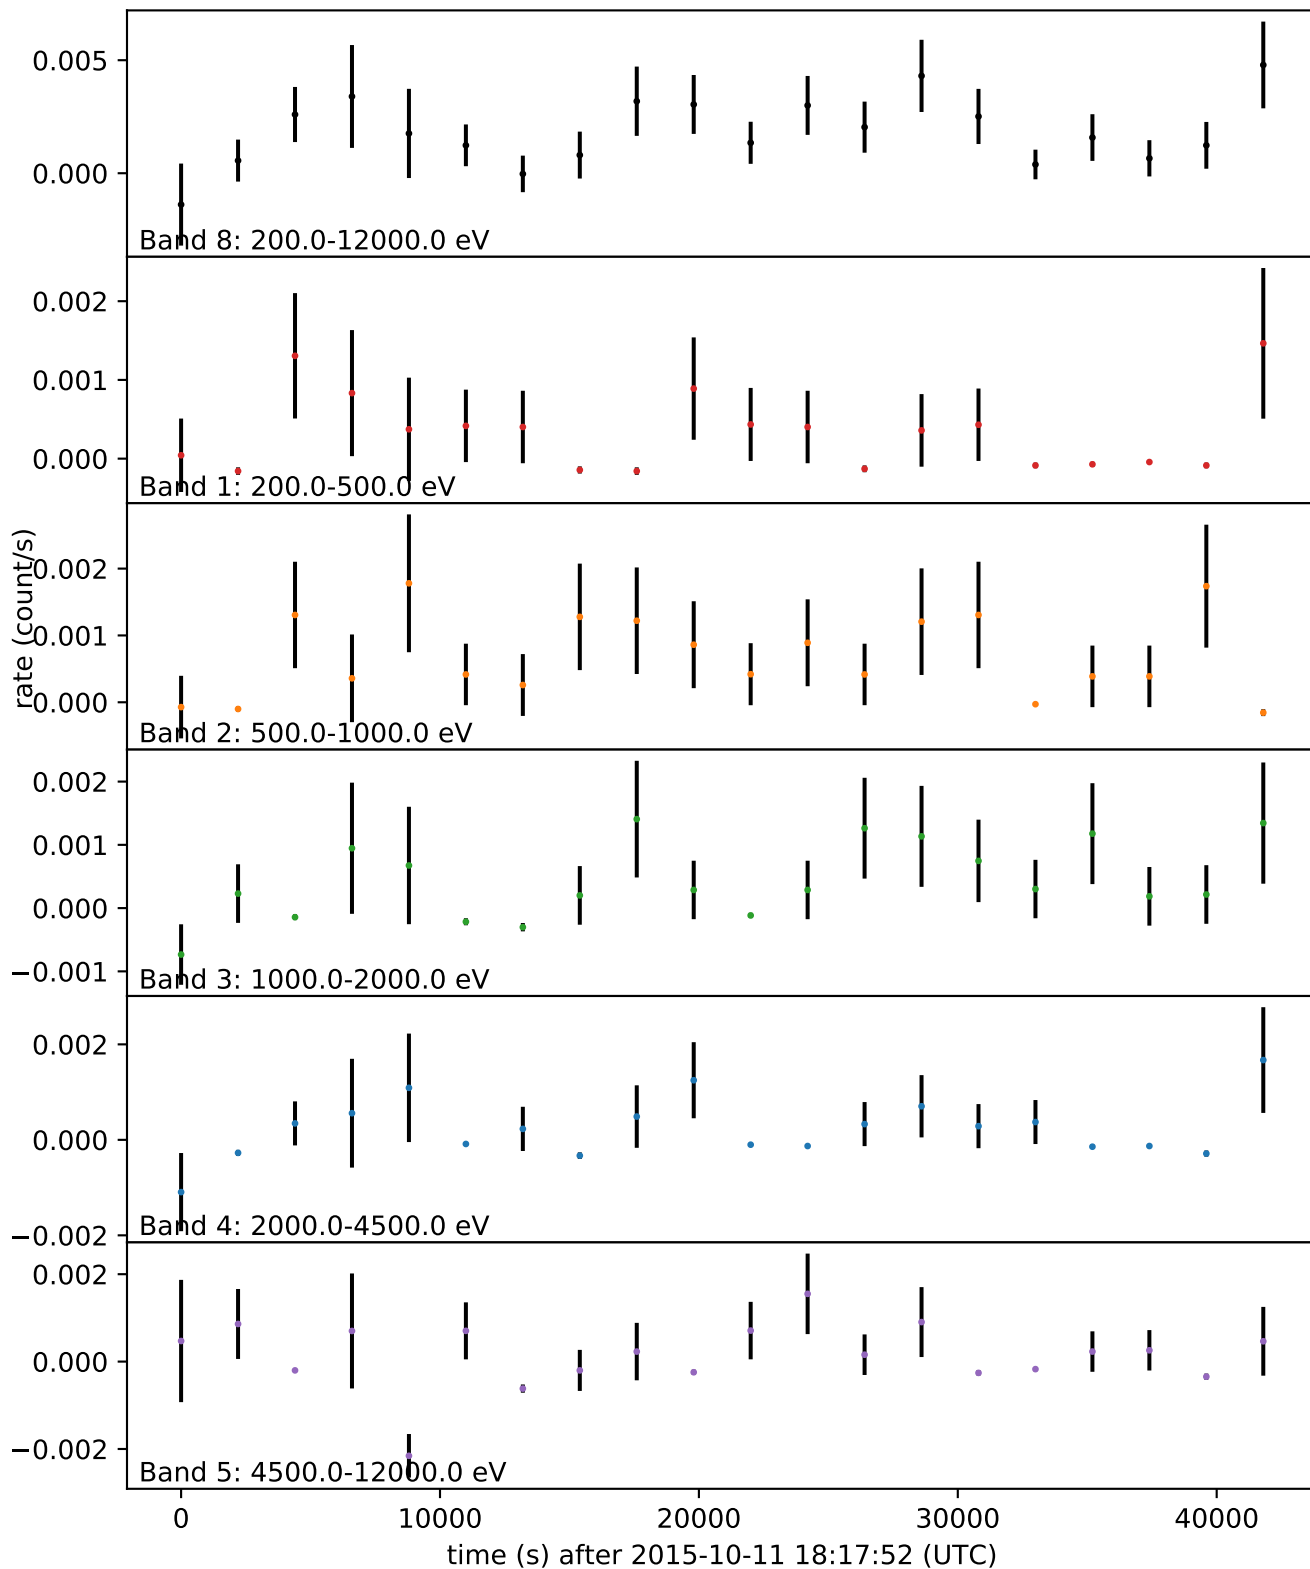 0.005
0.000
Band 8: 200.0-12000.0 eV
0.002
0.001
0.000
Band 1: 200.0-500.0 eV
rate (count/s)
0.002
0.001
0.000
Band 2: 500.0-1000.0 eV
0.002
0.001
0.000
−0.001
Band 3: 1000.0-2000.0 eV
0.002
0.000
−0.002
Band 4: 2000.0-4500.0 eV
0.002
0.000
−0.002
Band 5: 4500.0-12000.0 eV
0 10000 20000 30000 40000
time (s) after 2015-10-11 18:17:52 (UTC)